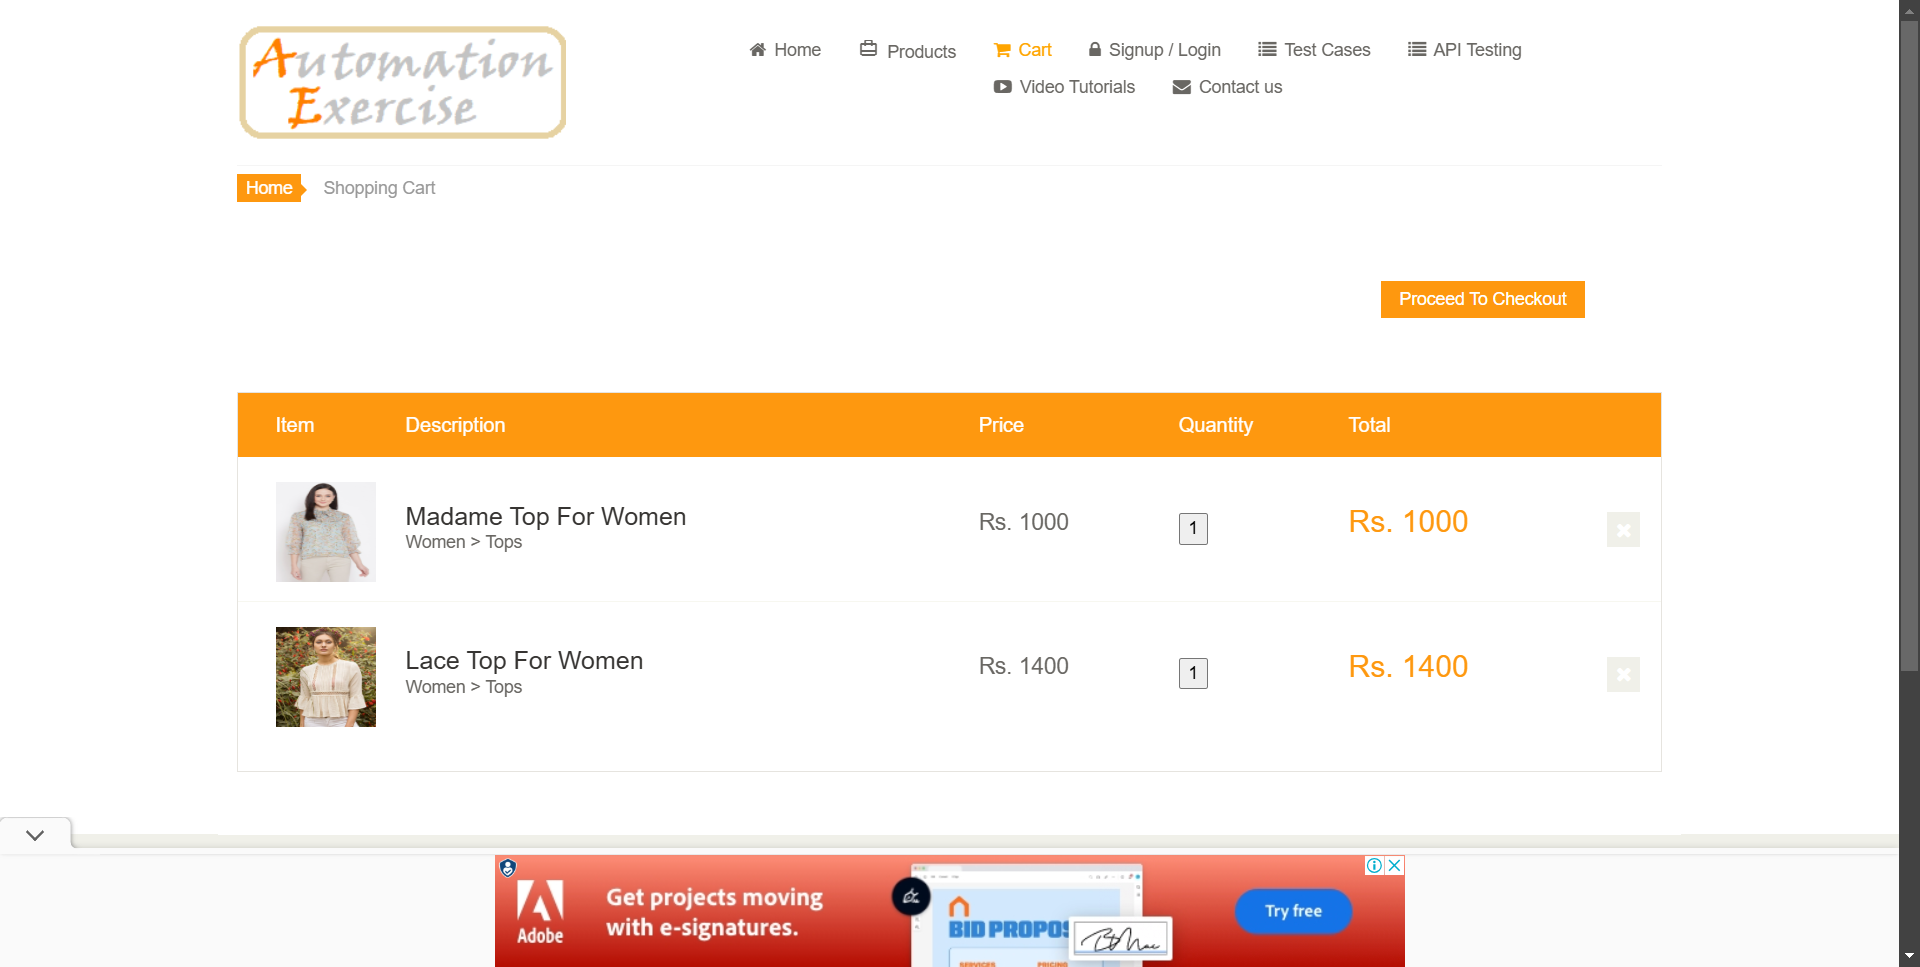 Automation
Exercise
Home
Products
Cart
Signup / Login
Test Cases
API Testing
Video Tutorials
Contact us
Home
Shopping Cart
Proceed To Checkout
Item Description Price Quantity Total
Madame Top For Women
Women > Tops
Rs. 1000
1
Rs. 1000
Lace Top For Women
Women > Tops
Rs. 1400
1
Rs. 1400
Adobe
Get projects moving
with e-signatures.
BID PROPOS
SERVICES
PRICING
Try free